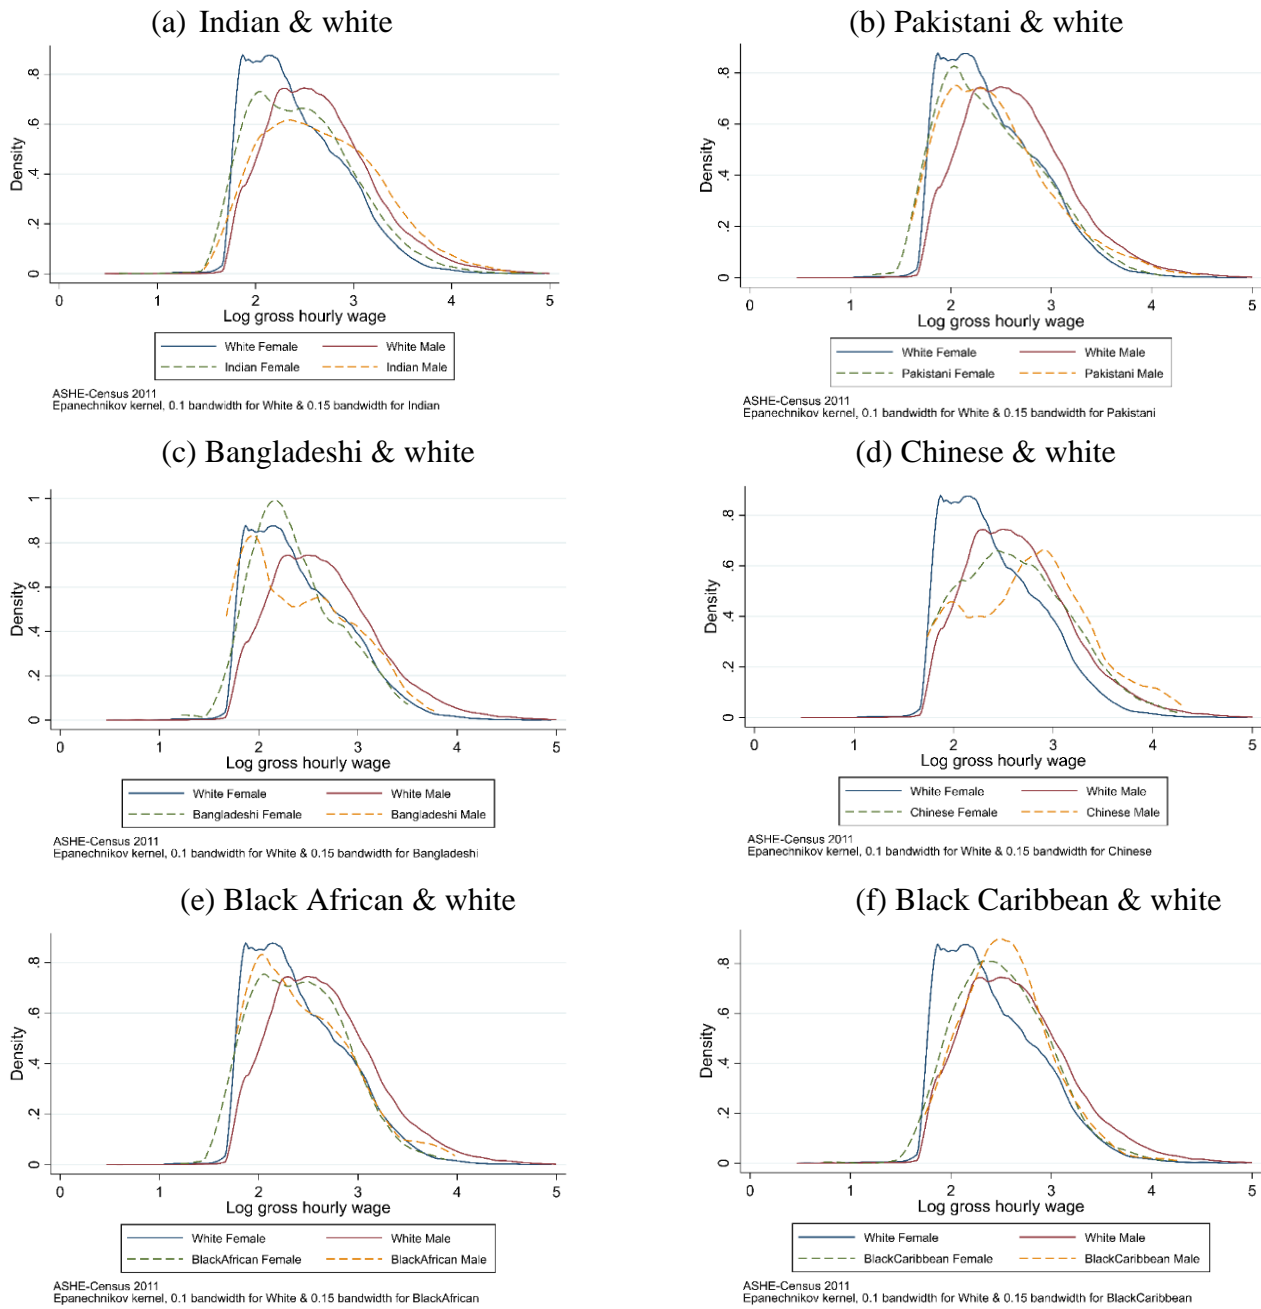 (a) Indian & white
Density
.8
.6
.4
.2
0
0 1 2 3 4 5
Log gross hourly wage
White Female White Male
Indian Female Indian Male
ASHE-Census 2011
Epanechnikov kernel, 0.1 bandwidth for White & 0.15 bandwidth for Indian
(b) Pakistani & white
Density
.8
.6
.4
.2
0
0 1 2 3 4 5
Log gross hourly wage
White Female White Male
Pakistani Female Pakistani Male
ASHE-Census 2011
Epanechnikov kernel, 0.1 bandwidth for White & 0.15 bandwidth for Pakistani
(c) Bangladeshi & white
Density
1
.8
.6
.4
.2
0
0 1 2 3 4 5
Log gross hourly wage
White Female White Male
Bangladeshi Female Bangladeshi Male
ASHE-Census 2011
Epanechnikov kernel, 0.1 bandwidth for White & 0.15 bandwidth for Bangladeshi
(d) Chinese & white
Density
.8
.6
.4
.2
0
0 1 2 3 4 5
Log gross hourly wage
White Female White Male
Chinese Female Chinese Male
ASHE-Census 2011
Epanechnikov kernel, 0.1 bandwidth for White & 0.15 bandwidth for Chinese
(e) Black African & white
Density
.8
.6
.4
.2
0
0 1 2 3 4 5
Log gross hourly wage
White Female White Male
BlackAfrican Female BlackAfrican Male
ASHE-Census 2011
Epanechnikov kernel, 0.1 bandwidth for White & 0.15 bandwidth for BlackAfrican
(f) Black Caribbean & white
Density
.8
.6
.4
.2
0
0 1 2 3 4 5
Log gross hourly wage
White Female White Male
BlackCaribbean Female BlackCaribbean Male
ASHE-Census 2011
Epanechnikov kernel, 0.1 bandwidth for White & 0.15 bandwidth for BlackCaribbean